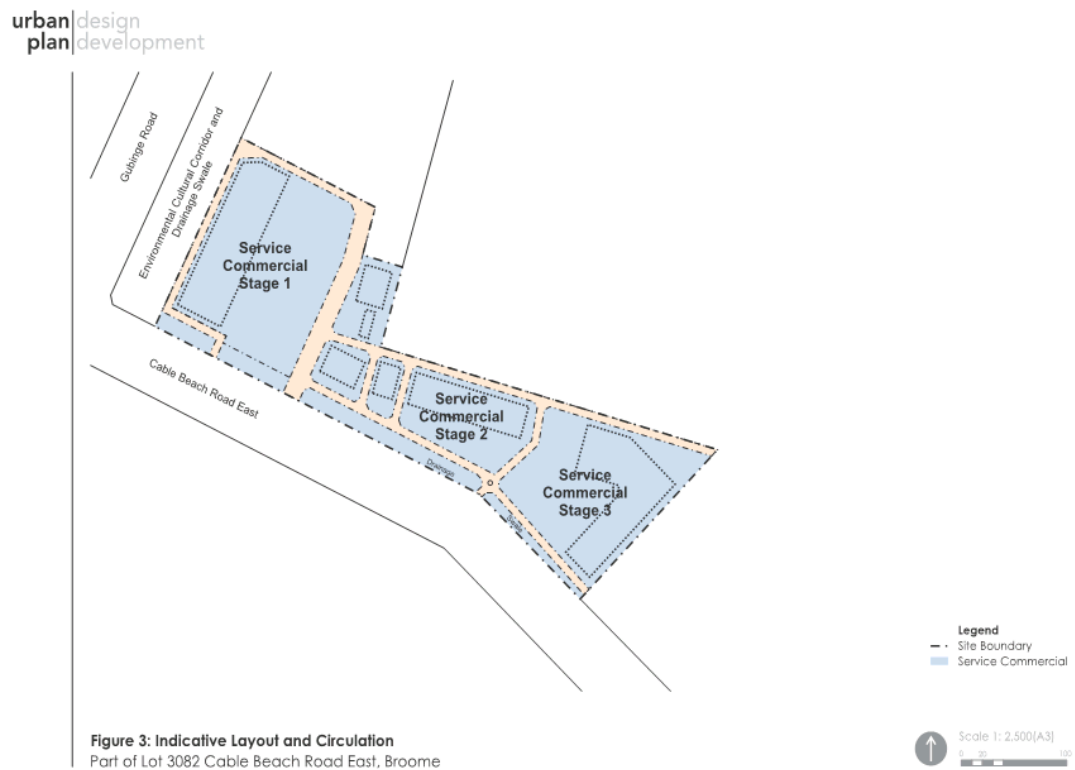 urban design
plan development
Gubinge Road
Environmental Cultural Corridor and
Drainage Swale
Service
Commercial
Stage 1
Cable Beach Road East
Service
Commercial
Stage 2
Drainage
Service
Commercial
Stage 3
Legend
Site Boundary
Service Commercial
Figure 3: Indicative Layout and Circulation
Part of Lot 3082 Cable Beach Road East, Broome
Scale 1: 2,500(A3)
0 20 100